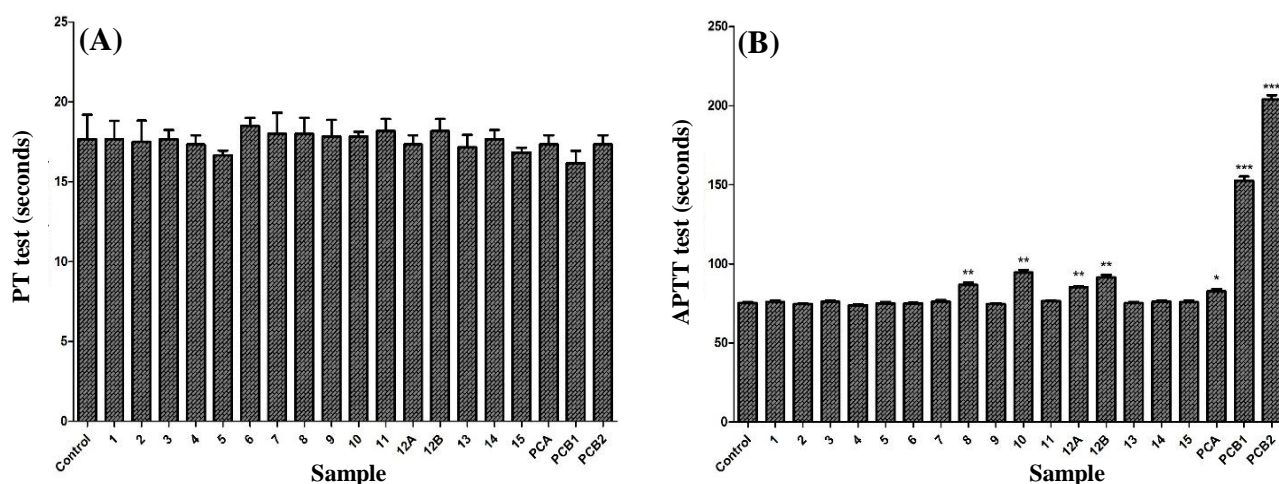 (A)
PT test (seconds)
25
20
15
10
5
0
Control 1 2 3 4 5 6 7 8 9 10 11 12A 12B 13 14 15 PCA PCB1 PCB2
Sample
(B)
APTT test (seconds)
250
200
150
100
50
0
** ** ** ** * *** ***
Control 1 2 3 4 5 6 7 8 9 10 11 12A 12B 13 14 15 PCA PCB1 PCB2
Sample